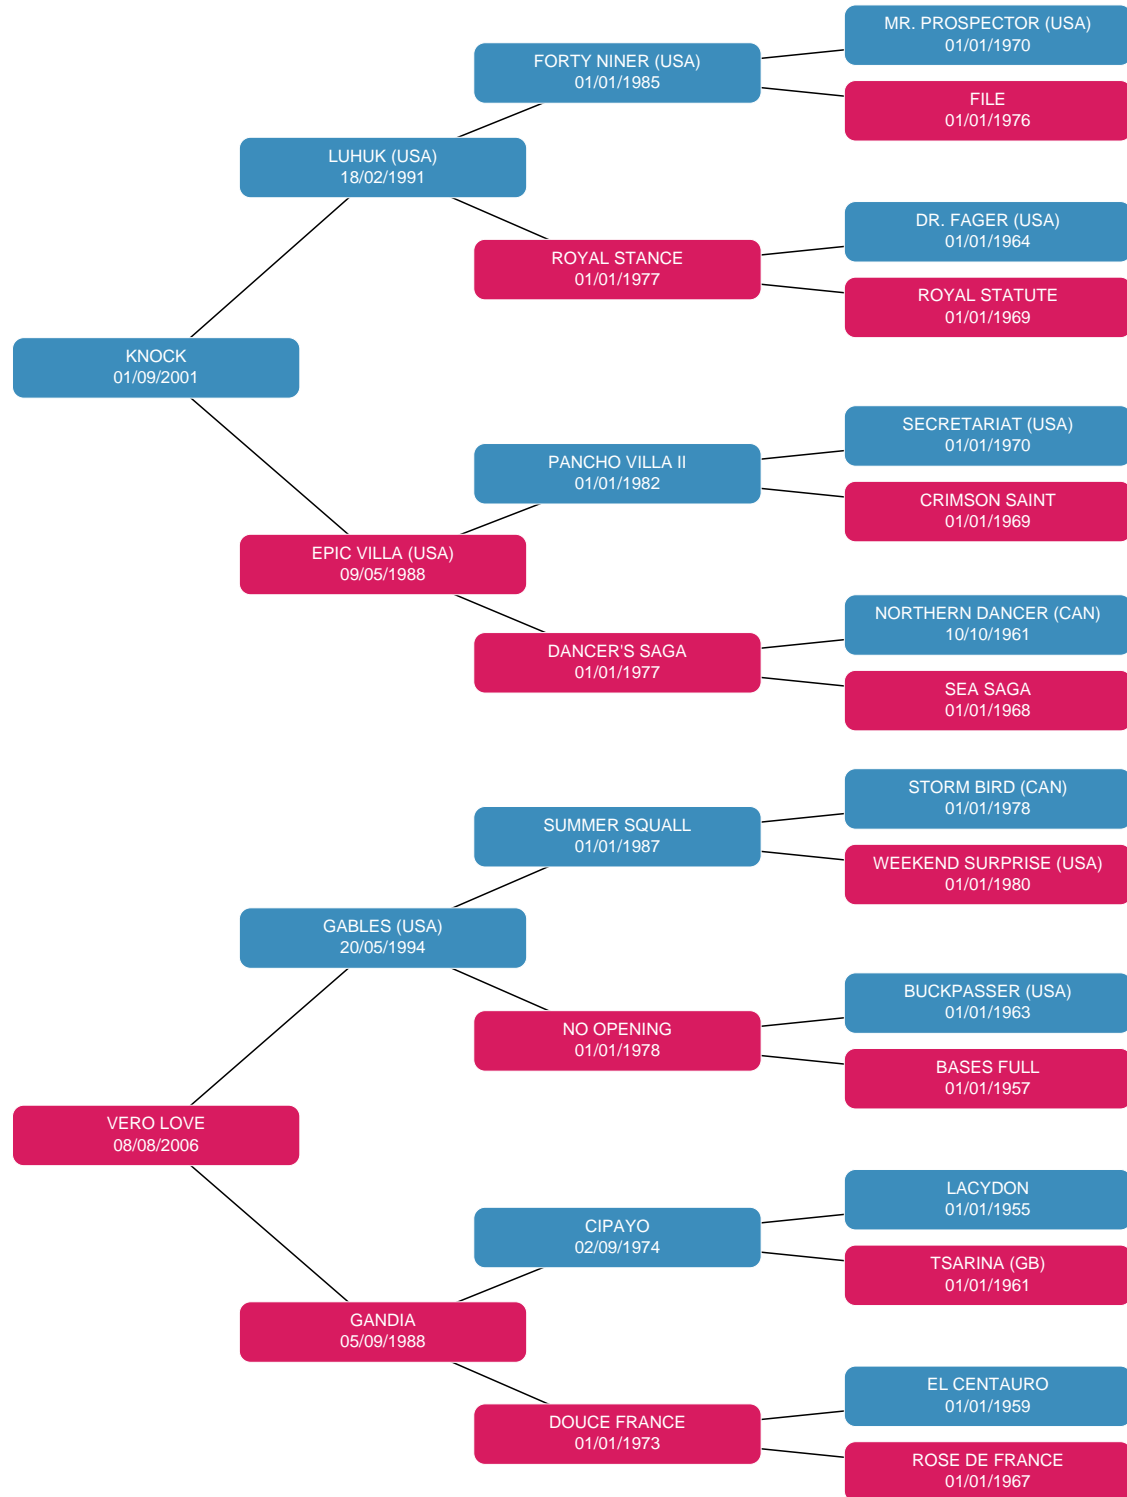 MR. PROSPECTOR (USA)
01/01/1970
FORTY NINER (USA)
01/01/1985
FILE
01/01/1976
LUHUK (USA)
18/02/1991
DR. FAGER (USA)
01/01/1964
ROYAL STANCE
01/01/1977
ROYAL STATUTE
01/01/1969
KNOCK
01/09/2001
SECRETARIAT (USA)
01/01/1970
PANCHO VILLA II
01/01/1982
CRIMSON SAINT
01/01/1969
EPIC VILLA (USA)
09/05/1988
NORTHERN DANCER (CAN)
10/10/1961
DANCER'S SAGA
01/01/1977
SEA SAGA
01/01/1968
STORM BIRD (CAN)
01/01/1978
SUMMER SQUALL
01/01/1987
WEEKEND SURPRISE (USA)
01/01/1980
GABLES (USA)
20/05/1994
BUCKPASSER (USA)
01/01/1963
NO OPENING
01/01/1978
BASES FULL
01/01/1957
VERO LOVE
08/08/2006
LACYDON
01/01/1955
CIPAYO
02/09/1974
TSARINA (GB)
01/01/1961
GANDIA
05/09/1988
EL CENTAURO
01/01/1959
DOUCE FRANCE
01/01/1973
ROSE DE FRANCE
01/01/1967